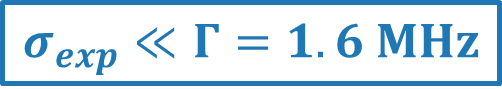 σ_exp ≪ Γ = 1.6 MHz